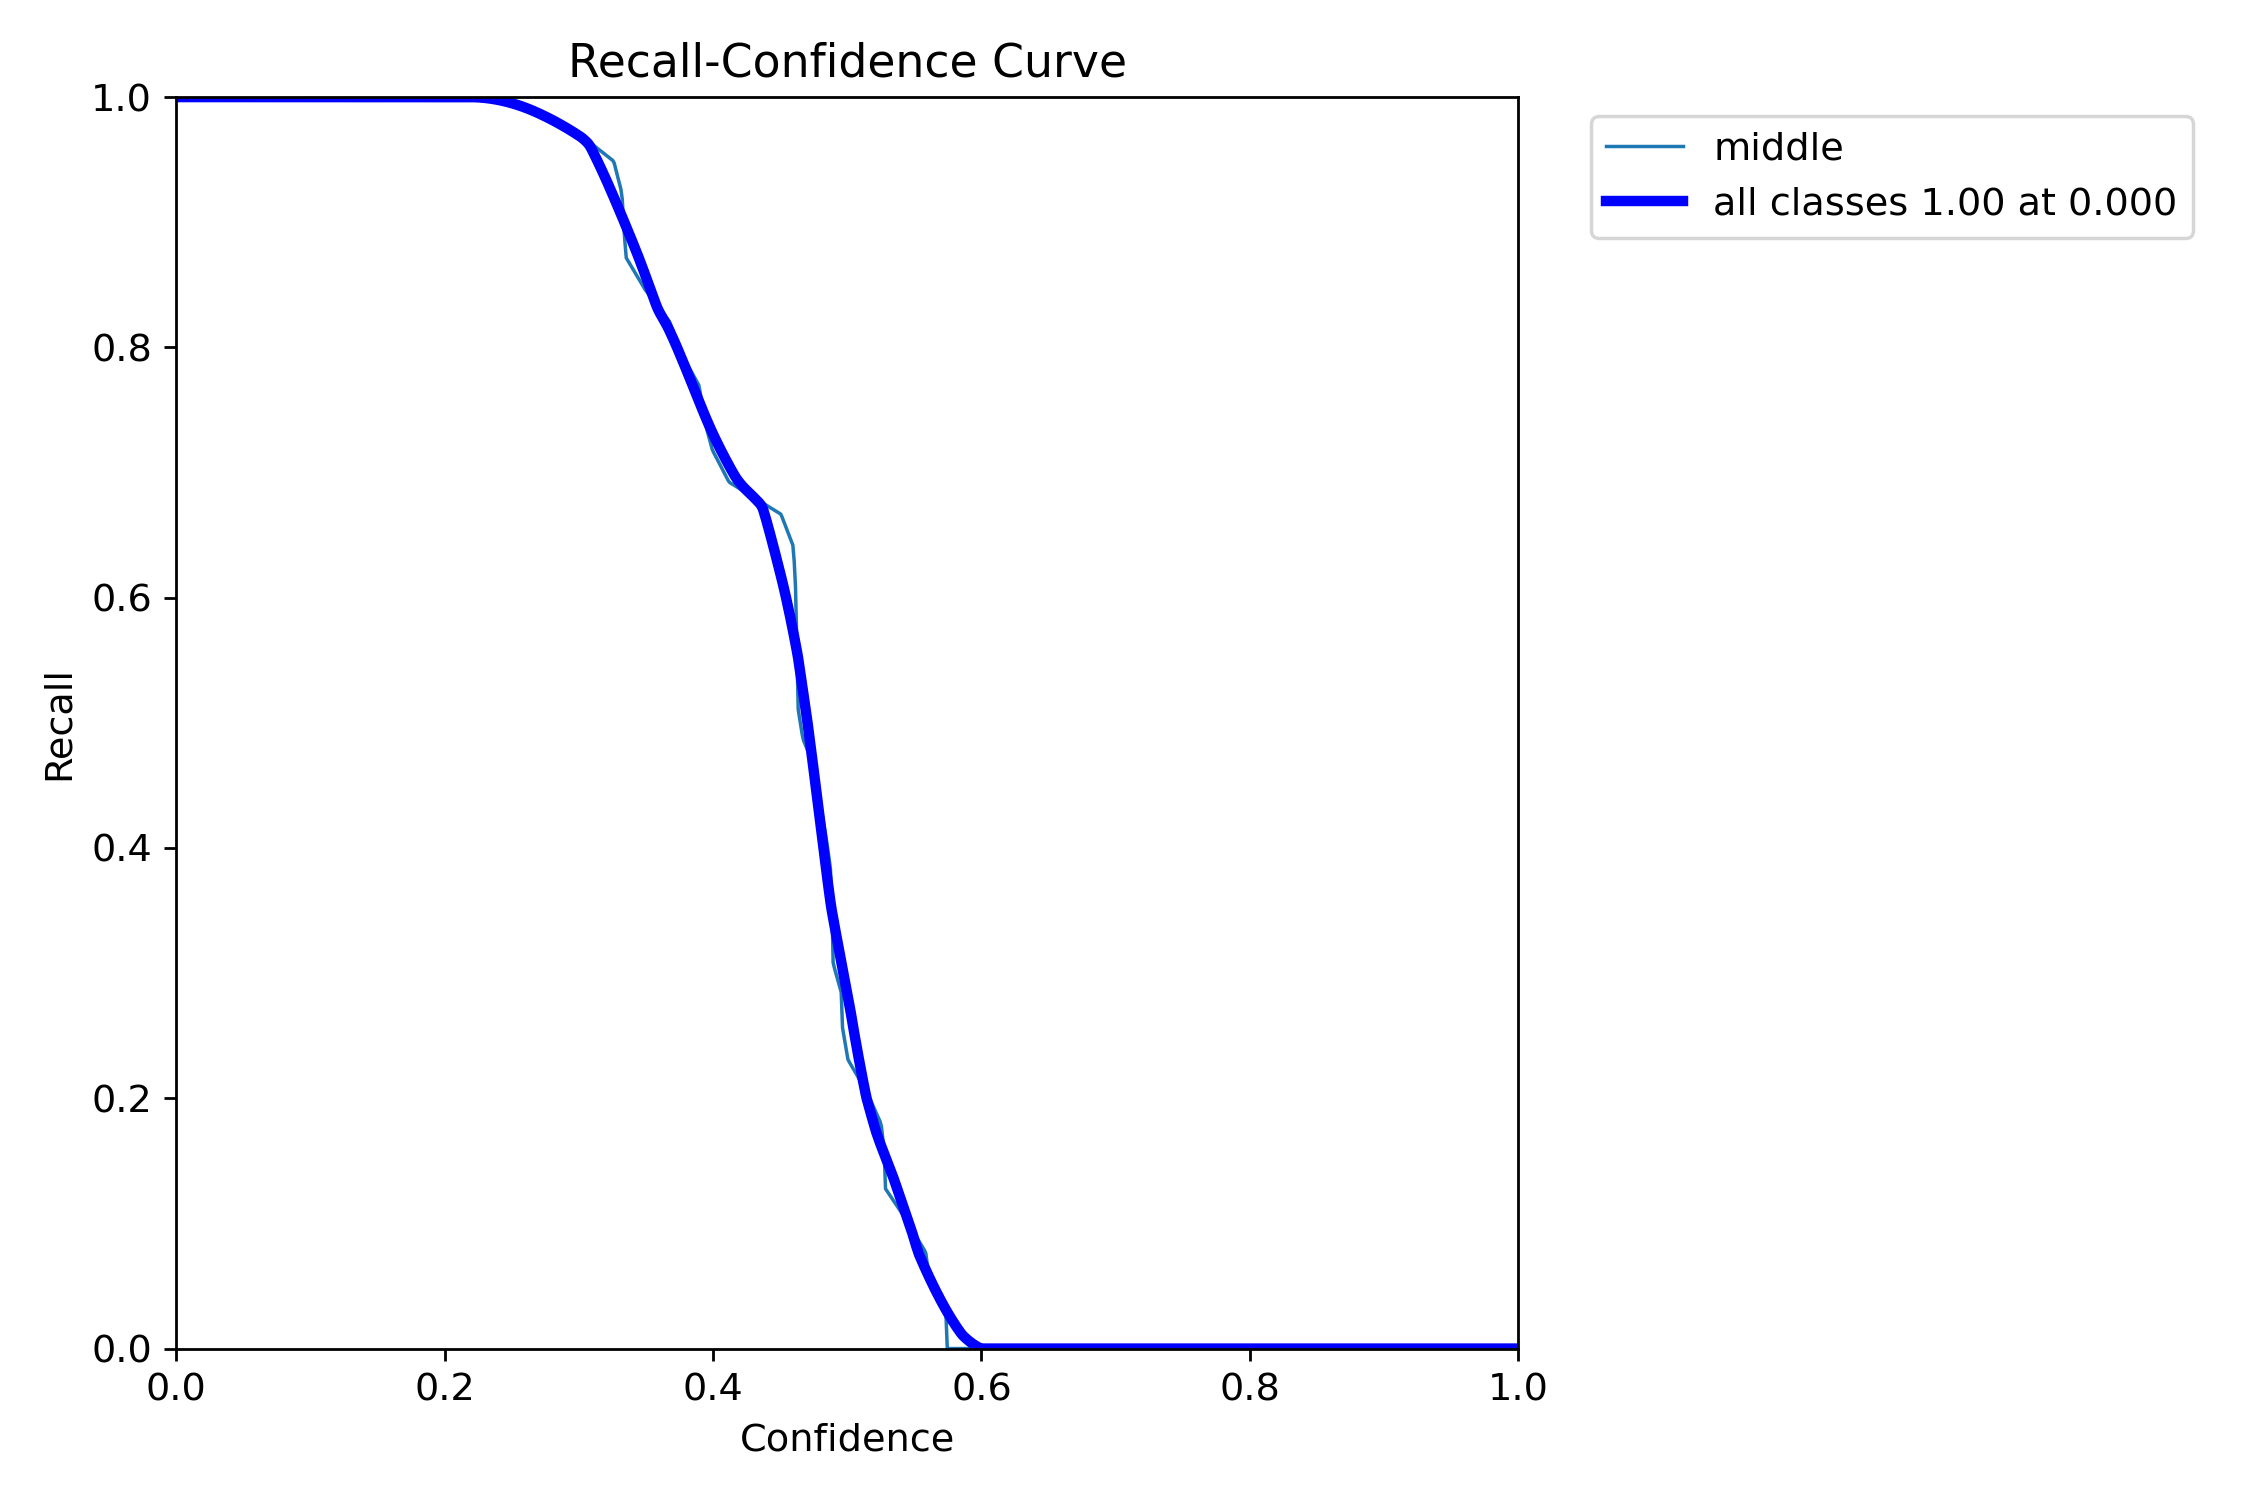 Recall-Confidence Curve
1.0
0.8
0.6
0.4
0.2
0.0
Recall
0.0 0.2 0.4 0.6 0.8 1.0
Confidence
middle
all classes 1.00 at 0.000